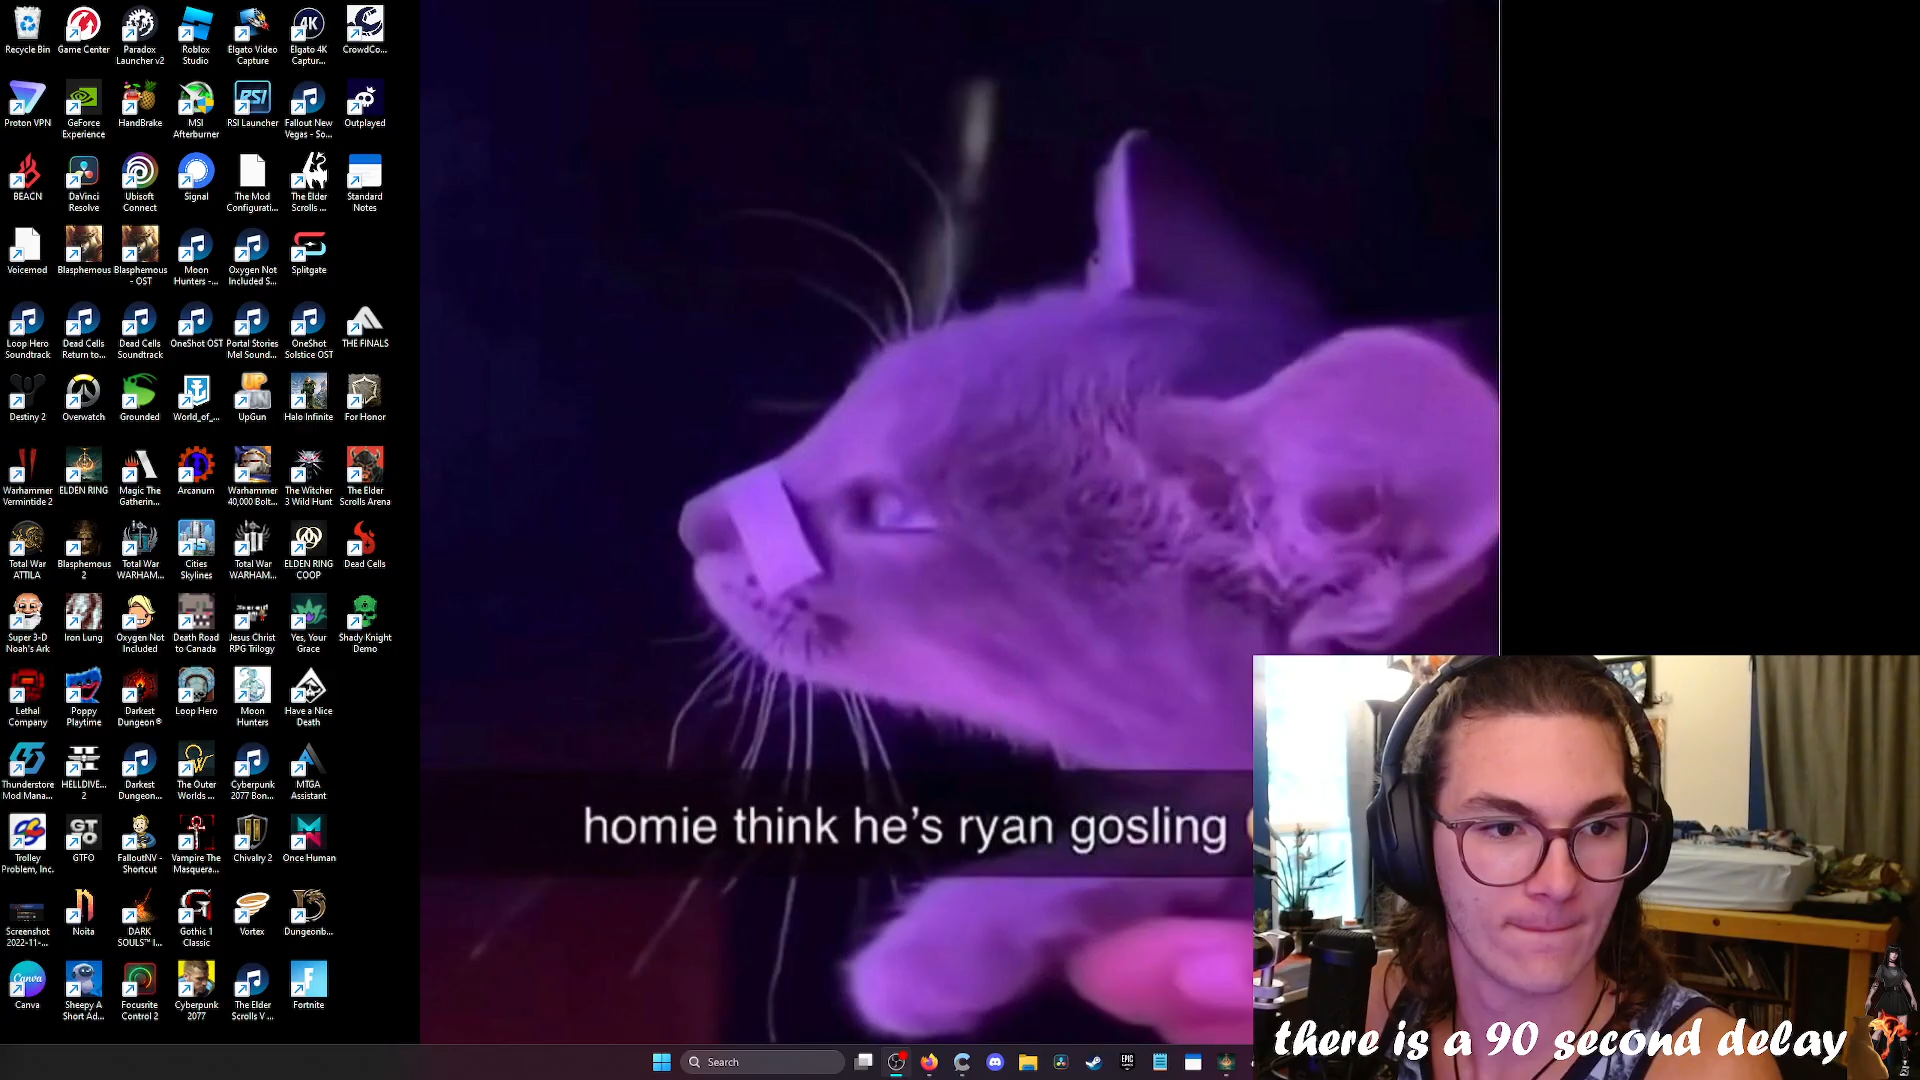 Recycle Bin
Game Center
Paradox
Launcher v2
Roblox
Studio
Elgato Video
Capture
Elgato 4K
Captur...
CrowdCo...
Proton VPN
GeForce
Experience
HandBrake
MSI
Afterburner
RSI Launcher
Fallout New
Vegas - So...
Outplayed
BEACN
DaVinci
Resolve
Ubisoft
Connect
Signal
The Mod
Configurati...
The Elder
Scrolls ...
Standard
Notes
Voicemod
Blasphemous
Blasphemous
- OST
Moon
Hunters -...
Oxygen Not
Included S...
Splitgate
Loop Hero
Soundtrack
Dead Cells
Return to...
Dead Cells
Soundtrack
OneShot OST
Portal Stories
Mel Sound...
OneShot
Solstice OST
THE FINALS
Destiny 2
Overwatch
Grounded
World_of_...
UpGun
Halo Infinite
For Honor
Warhammer
Vermintide 2
ELDEN RING
Magic The
Gatherin...
Arcanum
Warhammer
40,000 Bolt...
The Witcher
3 Wild Hunt
The Elder
Scrolls Arena
Total War
ATTILA
Blasphemous
2
Total War
WARHAM...
Cities
Skylines
Total War
WARHAM...
ELDEN RING
COOP
Dead Cells
Super 3-D
Noah's Ark
Iron Lung
Oxygen Not
Included
Death Road
to Canada
Jesus Christ
RPG Trilogy
Yes, Your
Grace
Shady Knight
Demo
Lethal
Company
Poppy
Playtime
Darkest
Dungeon®
Loop Hero
Moon
Hunters
Have a Nice
Death
Thunderstore
Mod Mana...
HELLDIVE...
2
Darkest
Dungeon...
The Outer
Worlds ...
Cyberpunk
2077 Bon...
MTGA
Assistant
Trolley
Problem, Inc.
GTFO
FalloutNV -
Shortcut
Vampire The
Masquera...
Chivalry 2
Once Human
Screenshot
2022-11-...
Noita
DARK
SOULS™ I...
Gothic 1
Classic
Vortex
Dungeonb...
Canva
Sheepy A
Short Ad...
Focusrite
Control 2
Cyberpunk
2077
The Elder
Scrolls V ...
Fortnite
homie think he's ryan gosling
there is a 90 second delay
Search